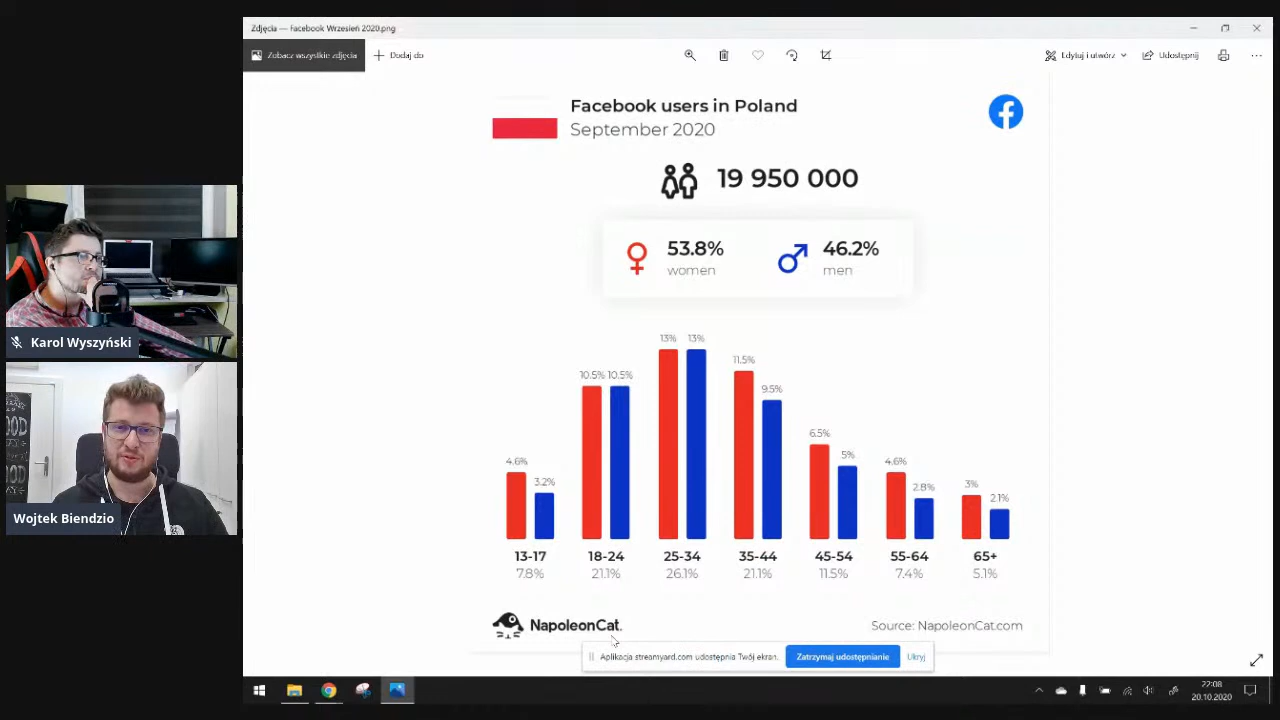 Zdjęcia — Facebook Wrzesień 2020.png
Zobacz wszystkie zdjęcia
Dodaj do
Edytuj i utwórz
Udostępnij
Facebook users in Poland
September 2020
19 950 000
53.8%
women
46.2%
men
4.6% 3.2% 10.5% 10.5% 13% 13% 11.5% 9.5% 6.5% 5% 4.6% 2.8% 3% 2.1%
13-17 18-24 25-34 35-44 45-54 55-64 65+
7.8% 21.1% 26.1% 21.1% 11.5% 7.4% 5.1%
NapoleonCat.
Source: NapoleonCat.com
Aplikacja streamyard.com udostępnia Twój ekran.
Zatrzymaj udostępnianie
Ukryj
22:08
20.10.2020
Karol Wyszyński
Wojtek Biendzio